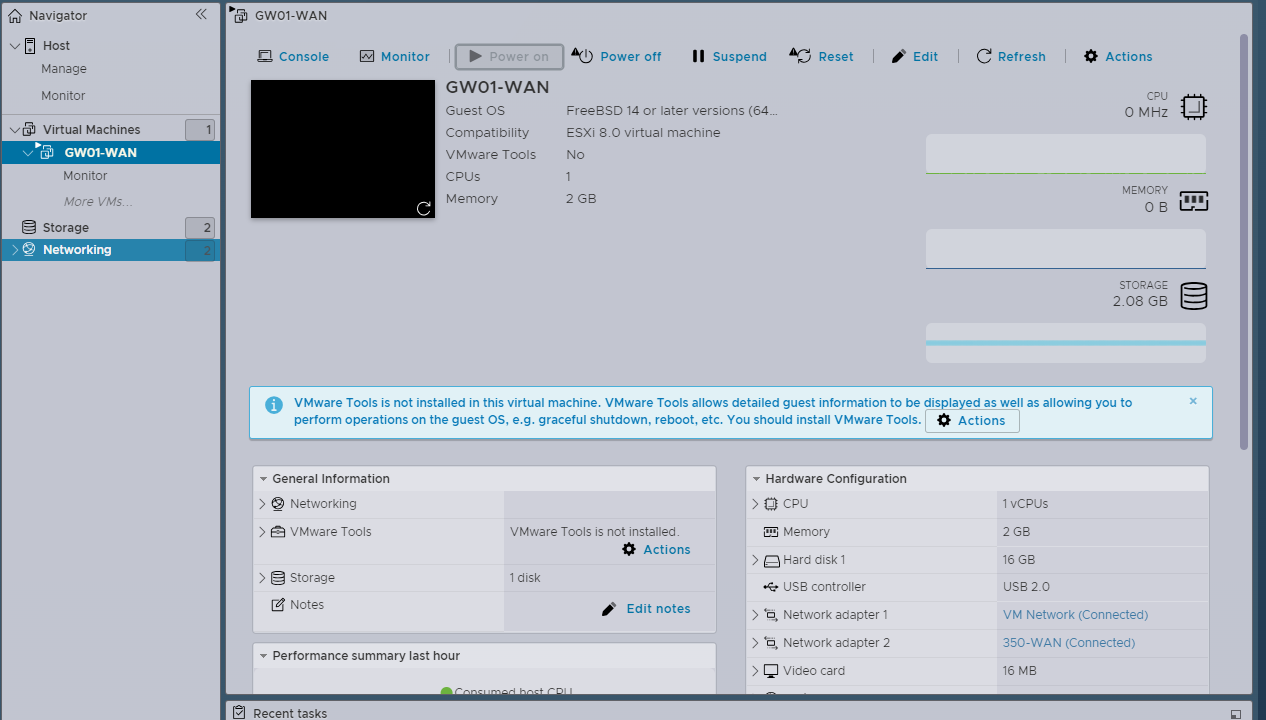 Navigator
Host
Manage
Monitor
Virtual Machines 1
GW01-WAN
Monitor
More VMs...
Storage 2
Networking 2
GW01-WAN
Console Monitor Power on Power off Suspend Reset Edit Refresh Actions
GW01-WAN
Guest OS FreeBSD 14 or later versions (64...
Compatibility ESXi 8.0 virtual machine
VMware Tools No
CPUs 1
Memory 2 GB
CPU
0 MHz
MEMORY
0 B
STORAGE
2.08 GB
VMware Tools is not installed in this virtual machine. VMware Tools allows detailed guest information to be displayed as well as allowing you to
perform operations on the guest OS, e.g. graceful shutdown, reboot, etc. You should install VMware Tools. Actions
General Information
Networking
VMware Tools VMware Tools is not installed.
Actions
Storage 1 disk
Notes Edit notes
Performance summary last hour
Consumed host CPU
Hardware Configuration
CPU 1 vCPUs
Memory 2 GB
Hard disk 1 16 GB
USB controller USB 2.0
Network adapter 1 VM Network (Connected)
Network adapter 2 350-WAN (Connected)
Video card 16 MB
Recent tasks